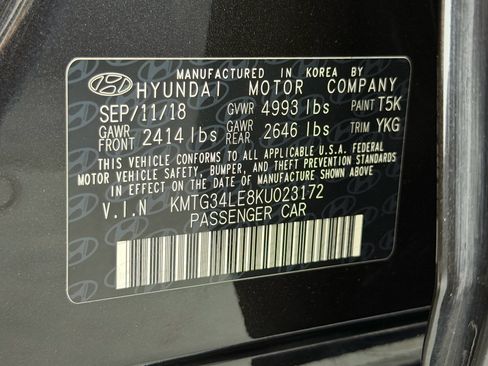 MANUFACTURED IN KOREA BY
HYUNDAI MOTOR COMPANY
SEP/11/18 GVWR 4993 lbs PAINT T5K
GAWR FRONT 2414 lbs GAWR REAR 2646 lbs TRIM YKG
THIS VEHICLE CONFORMS TO ALL APPLICABLE U.S.A. FEDERAL
MOTOR VEHICLE SAFETY, BUMPER, AND THEFT PREVENTION STANDARDS
IN EFFECT ON THE DATE OF MANUFACTURE SHOWN ABOVE.
V.I.N KMTG34LE8KU023172
PASSENGER CAR